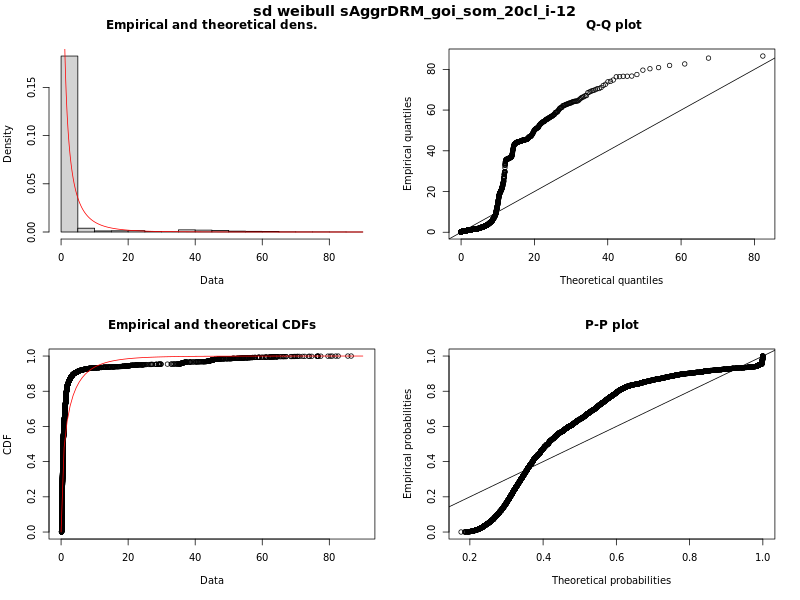 sd weibull sAggrDRM_goi_som_20cl_i-12
Empirical and theoretical dens.
Density
0.00 0.05 0.10 0.15
0 20 40 60 80
Data
Q-Q plot
Empirical quantiles
0 20 40 60 80
0 20 40 60 80
Theoretical quantiles
Empirical and theoretical CDFs
CDF
0.0 0.2 0.4 0.6 0.8 1.0
0 20 40 60 80
Data
P-P plot
Empirical probabilities
0.0 0.2 0.4 0.6 0.8 1.0
0.2 0.4 0.6 0.8 1.0
Theoretical probabilities